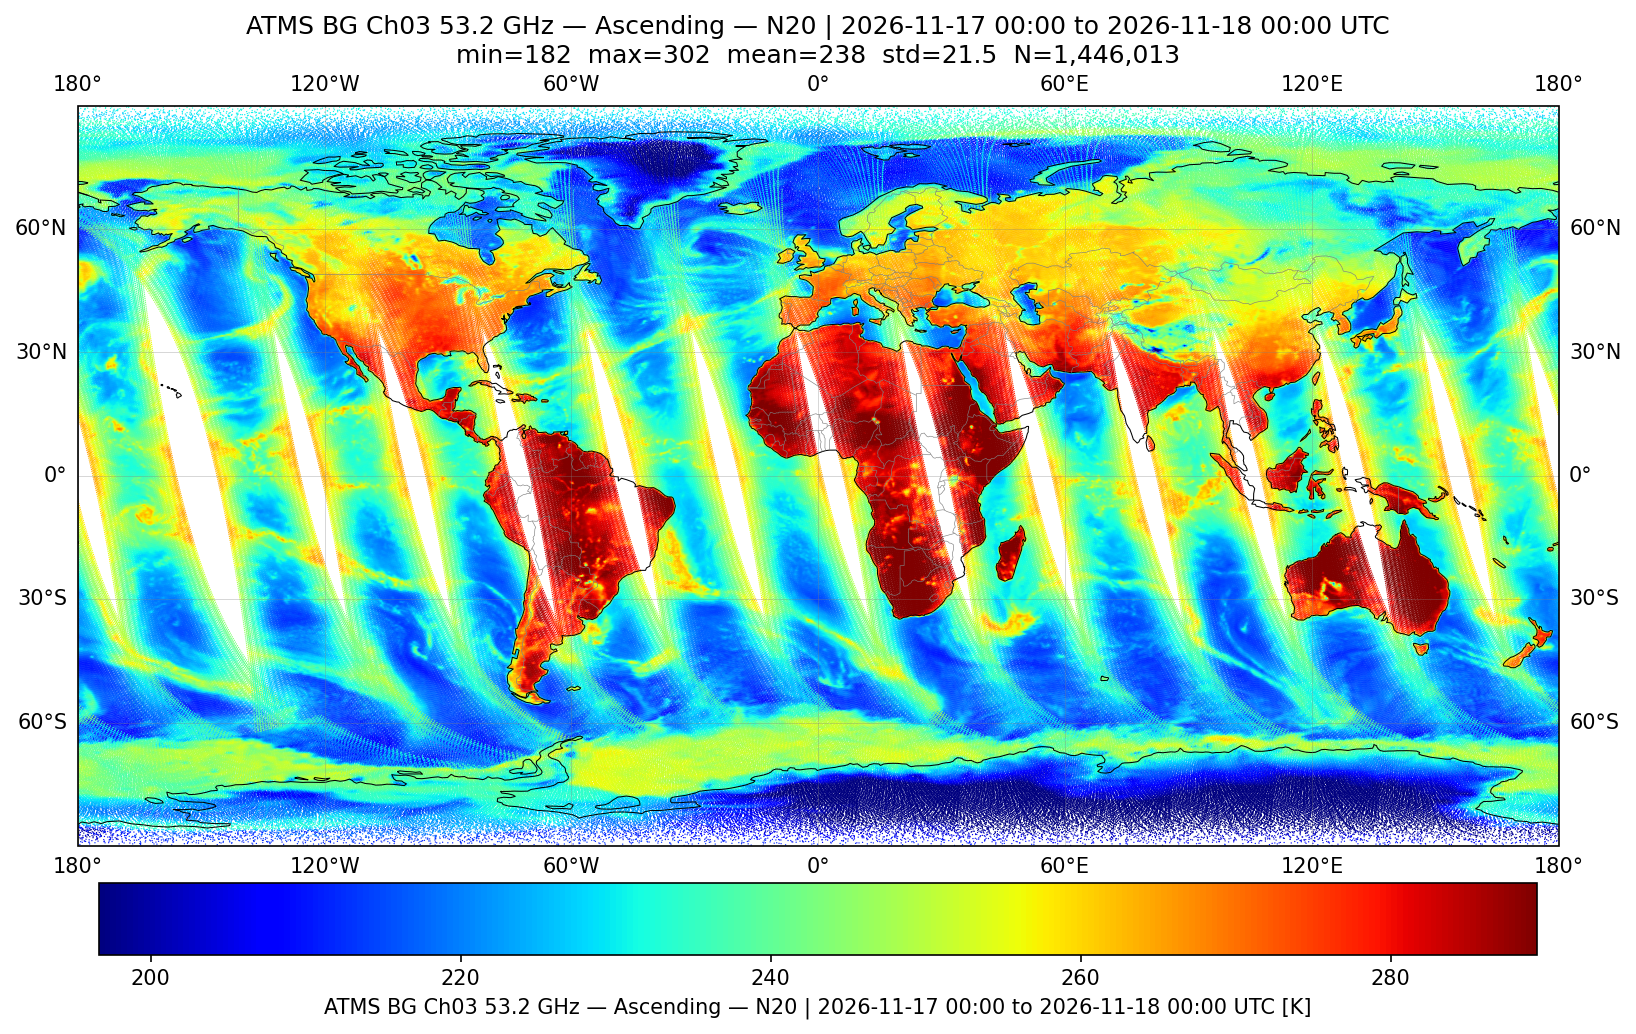 ATMS BG Ch03 53.2 GHz — Ascending — N20 | 2026-11-17 00:00 to 2026-11-18 00:00 UTC
min=182  max=302  mean=238  std=21.5  N=1,446,013
180° 120°W 60°W 0° 60°E 120°E 180°
60°N 60°N
30°N 30°N
0° 0°
30°S 30°S
60°S 60°S
180° 120°W 60°W 0° 60°E 120°E 180°
200 220 240 260 280
ATMS BG Ch03 53.2 GHz — Ascending — N20 | 2026-11-17 00:00 to 2026-11-18 00:00 UTC [K]